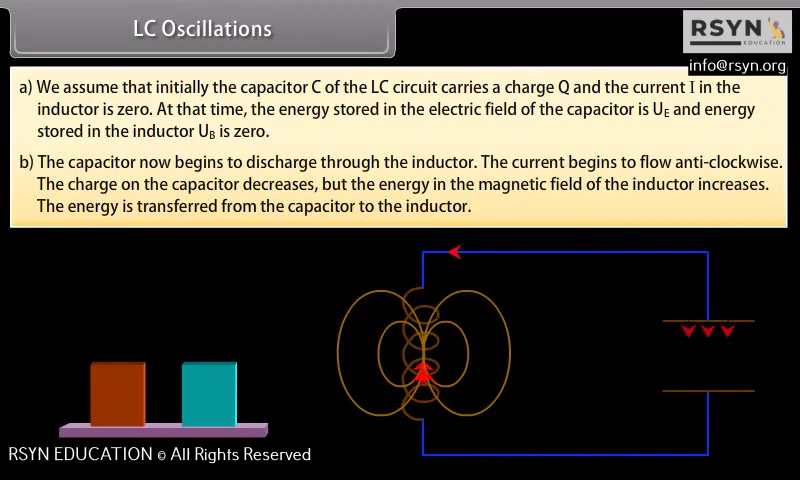 LC Oscillations
RSYN
EDUCATION
info@rsyn.org
a) We assume that initially the capacitor C of the LC circuit carries a charge Q and the current I in the
inductor is zero. At that time, the energy stored in the electric field of the capacitor is UE and energy
stored in the inductor UB is zero.
b) The capacitor now begins to discharge through the inductor. The current begins to flow anti-clockwise.
The charge on the capacitor decreases, but the energy in the magnetic field of the inductor increases.
The energy is transferred from the capacitor to the inductor.
RSYN EDUCATION © All Rights Reserved